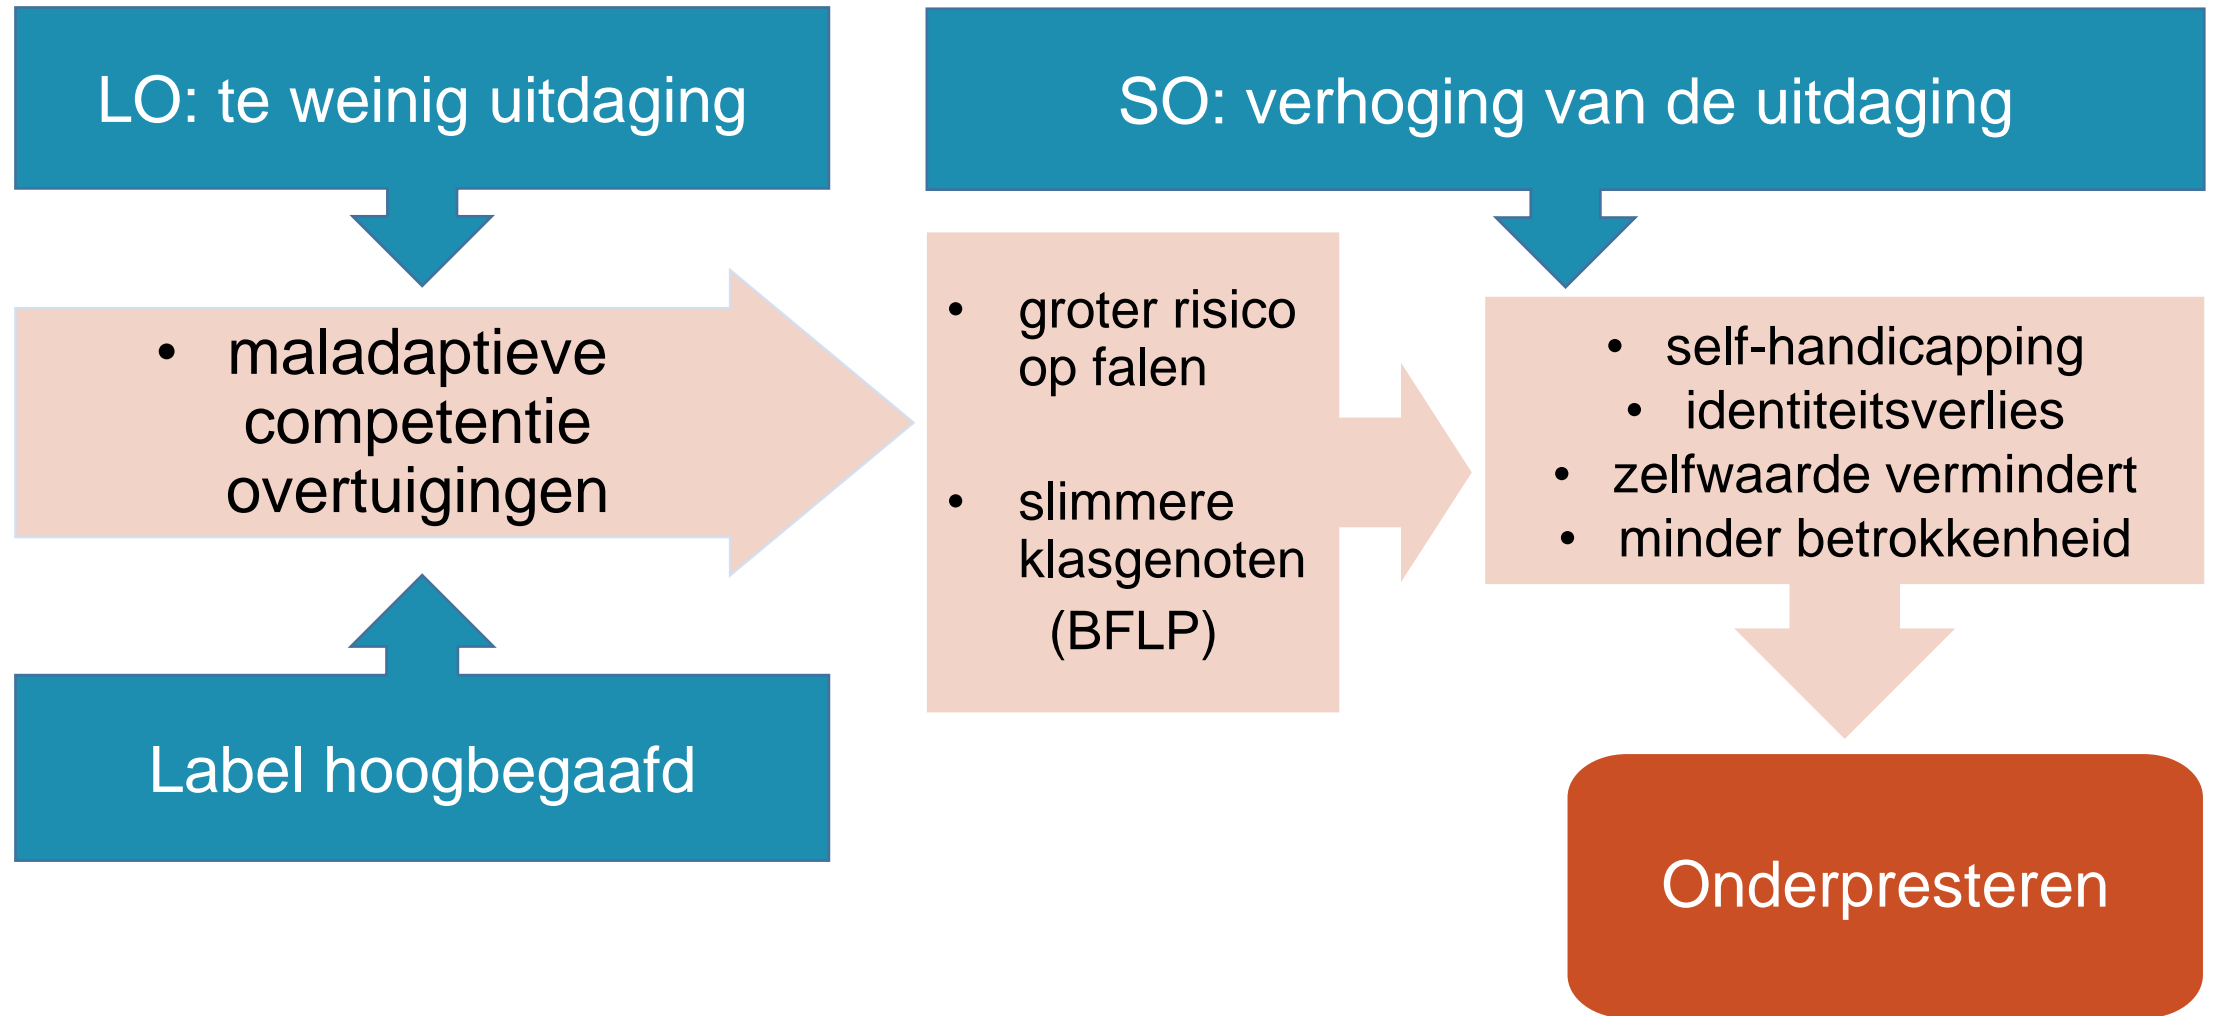 LO: te weinig uitdaging
SO: verhoging van de uitdaging
• maladaptieve
competentie
overtuigingen
• groter risico
op falen
• slimmere
klasgenoten
(BFLP)
• self-handicapping
• identiteitsverlies
• zelfwaarde vermindert
• minder betrokkenheid
Label hoogbegaafd
Onderpresteren